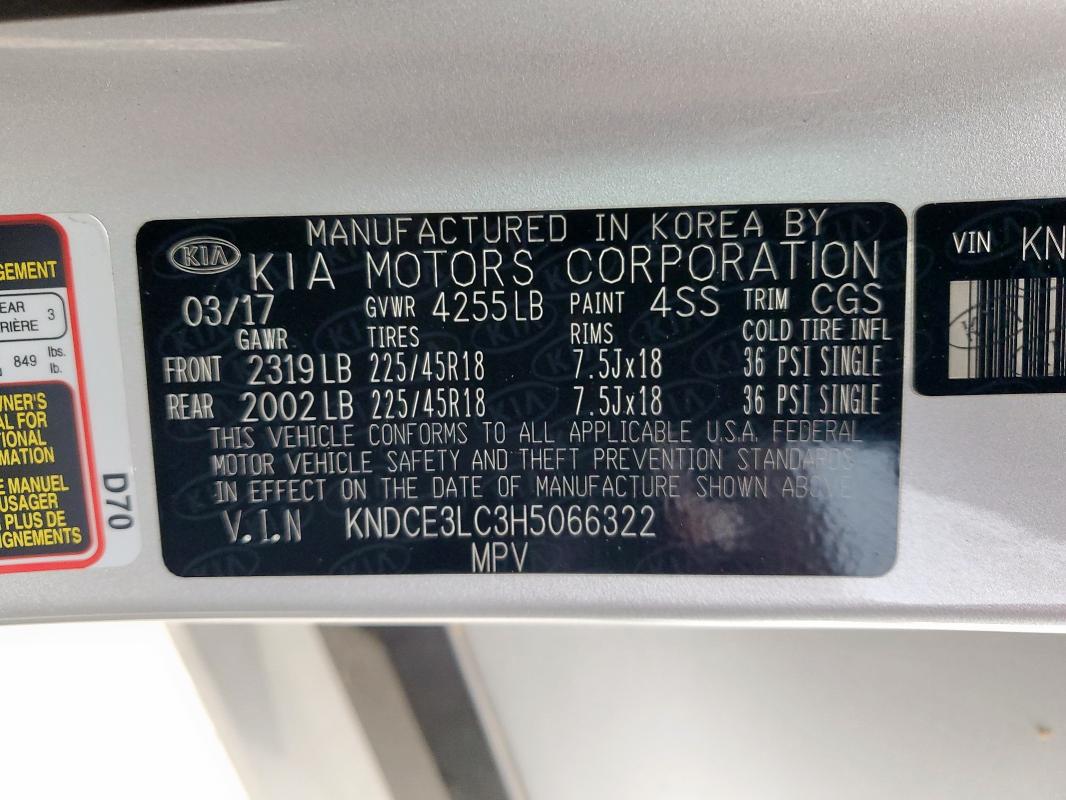 MANUFACTURED IN KOREA BY
KIA KIA MOTORS CORPORATION
03/17 GVWR 4255LB PAINT 4SS TRIM CGS
GAWR TIRES RIMS COLD TIRE INFL
FRONT 2319LB 225/45R18 7.5Jx18 36 PSI SINGLE
REAR 2002LB 225/45R18 7.5Jx18 36 PSI SINGLE
THIS VEHICLE CONFORMS TO ALL APPLICABLE U.S.A. FEDERAL
MOTOR VEHICLE SAFETY AND THEFT PREVENTION STANDARDS
IN EFFECT ON THE DATE OF MANUFACTURE SHOWN ABOVE
V.I.N KNDCE3LC3H5066322
MPV
VIN KN
GEMENT
EAR
RIÈRE 3
849 lbs.
lb.
WNER'S
AL FOR
TIONAL
MATION
E MANUEL
USAGER
PLUS DE
IGNEMENTS
D70